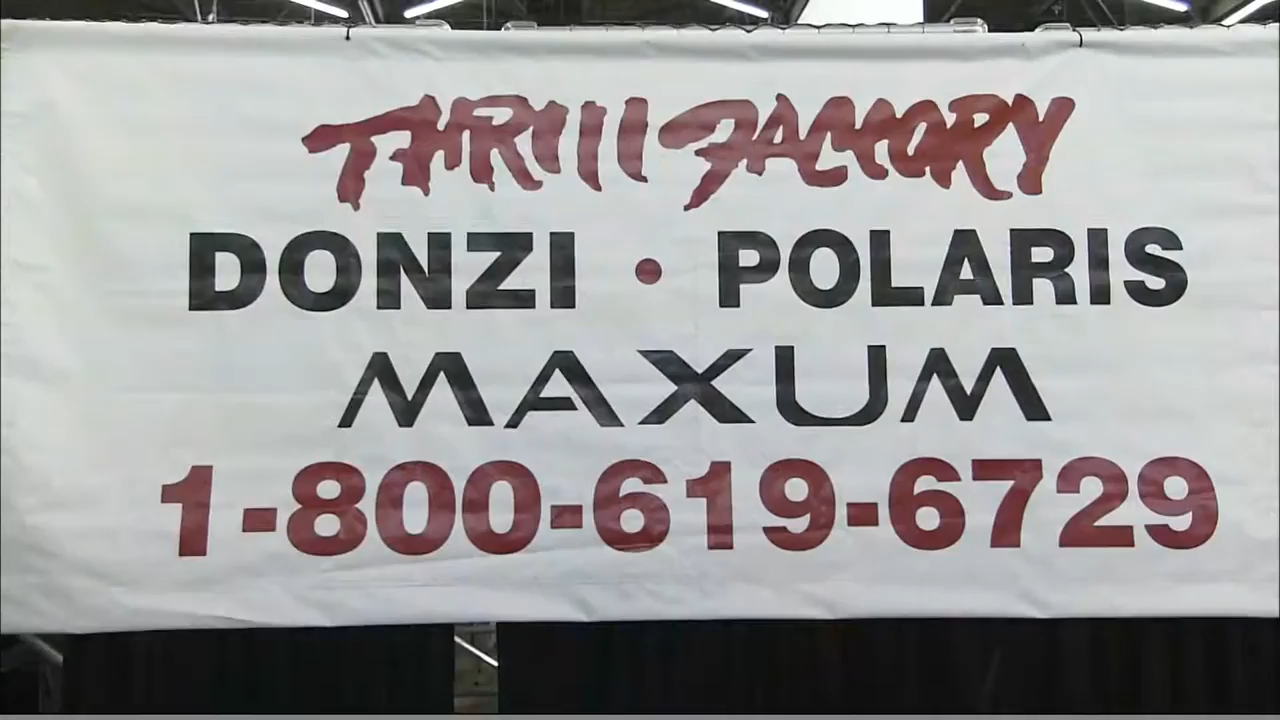 THRILL FACTORY
DONZI • POLARIS
MAXUM
1-800-619-6729